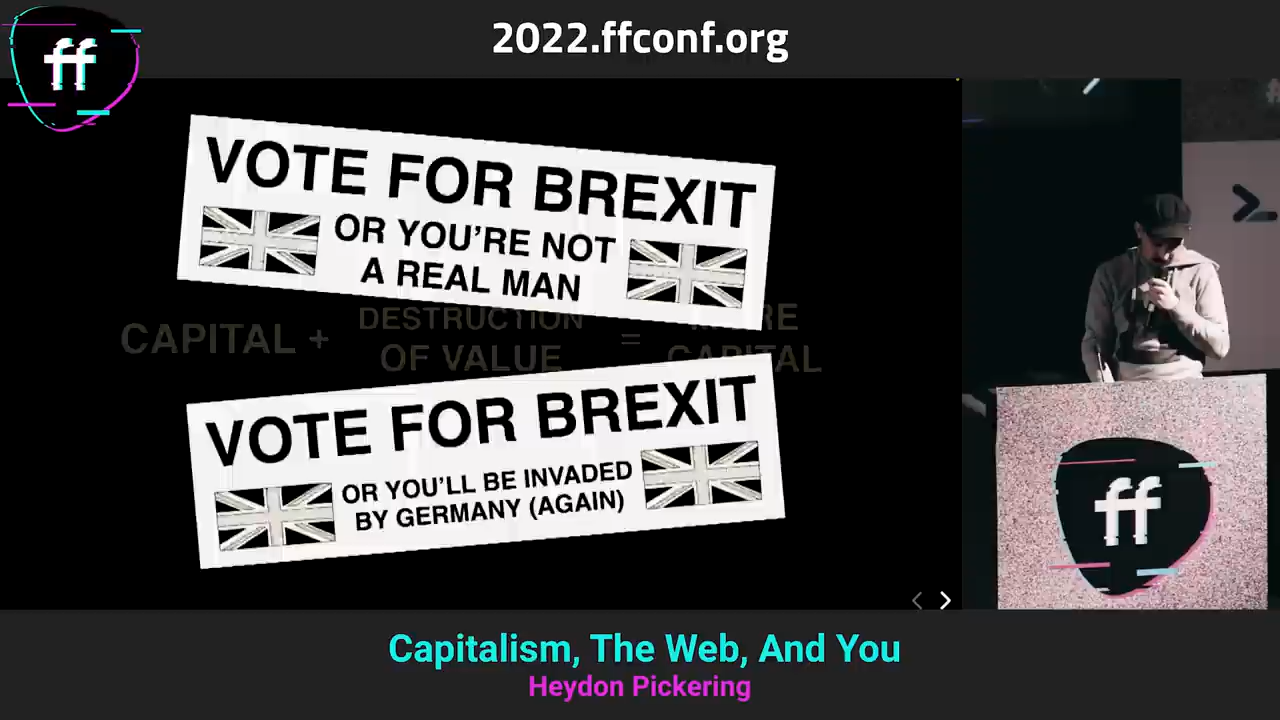 2022.ffconf.org
ff
VOTE FOR BREXIT
OR YOU'RE NOT
A REAL MAN
CAPITAL + DESTRUCTION OF VALUE = CAPITAL
VOTE FOR BREXIT
OR YOU'LL BE INVADED
BY GERMANY (AGAIN)
ff
Capitalism, The Web, And You
Heydon Pickering